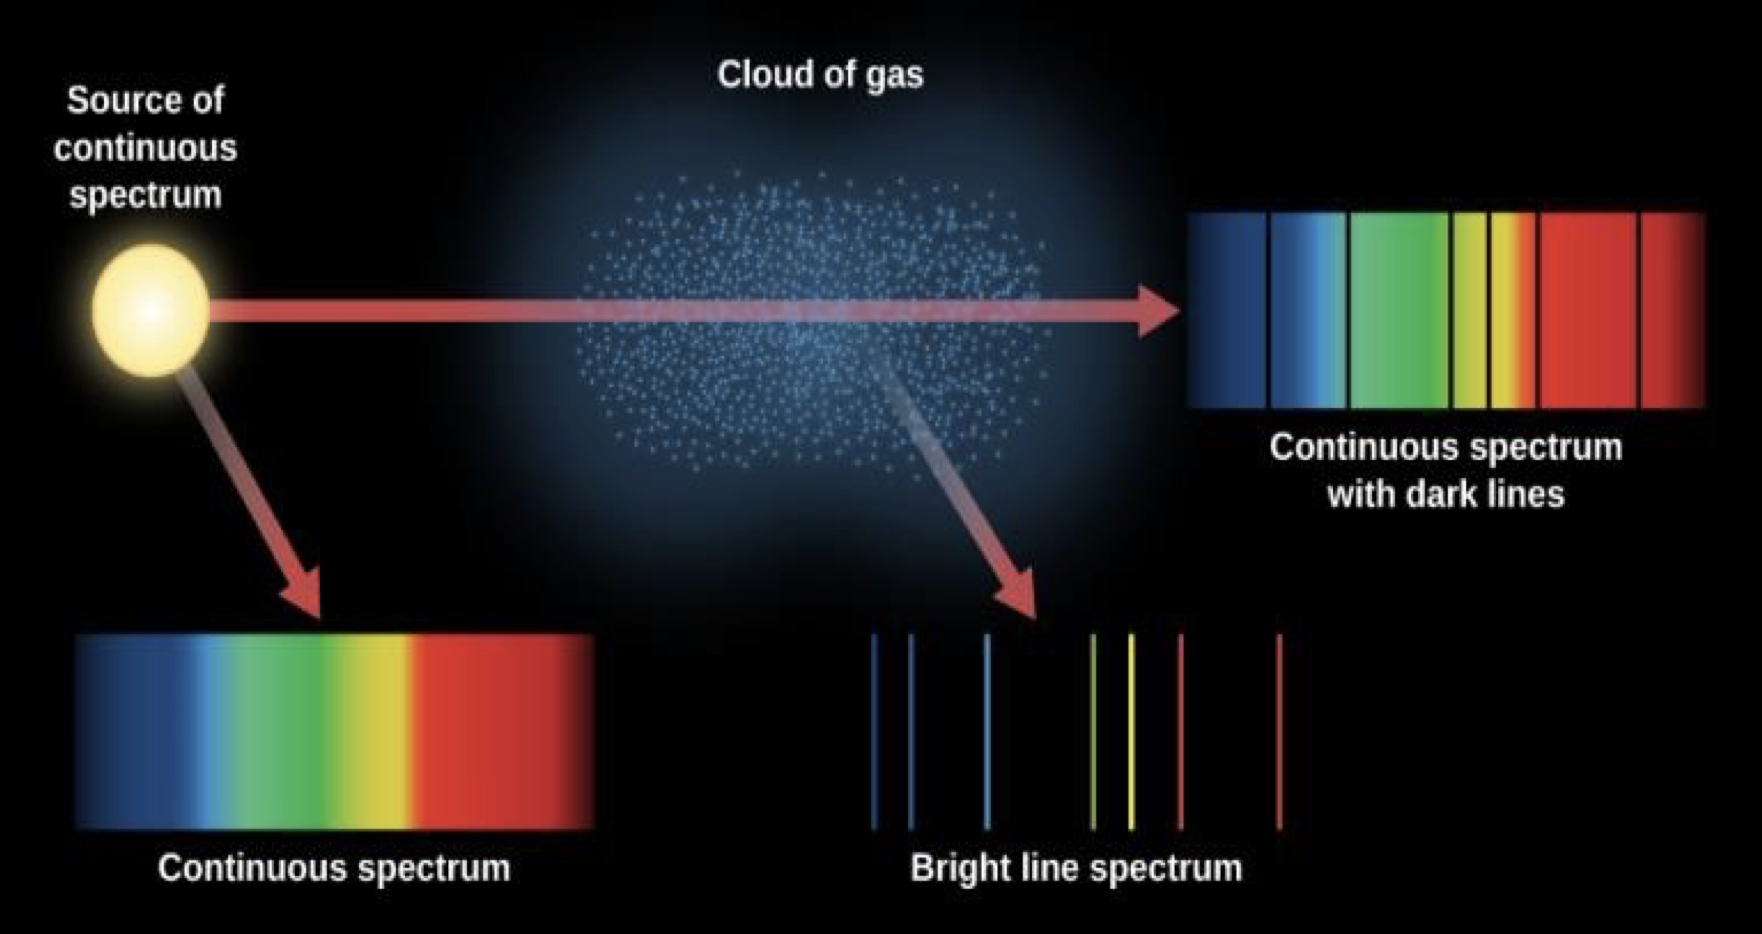 Source of
continuous
spectrum
Cloud of gas
Continuous spectrum
with dark lines
Continuous spectrum
Bright line spectrum